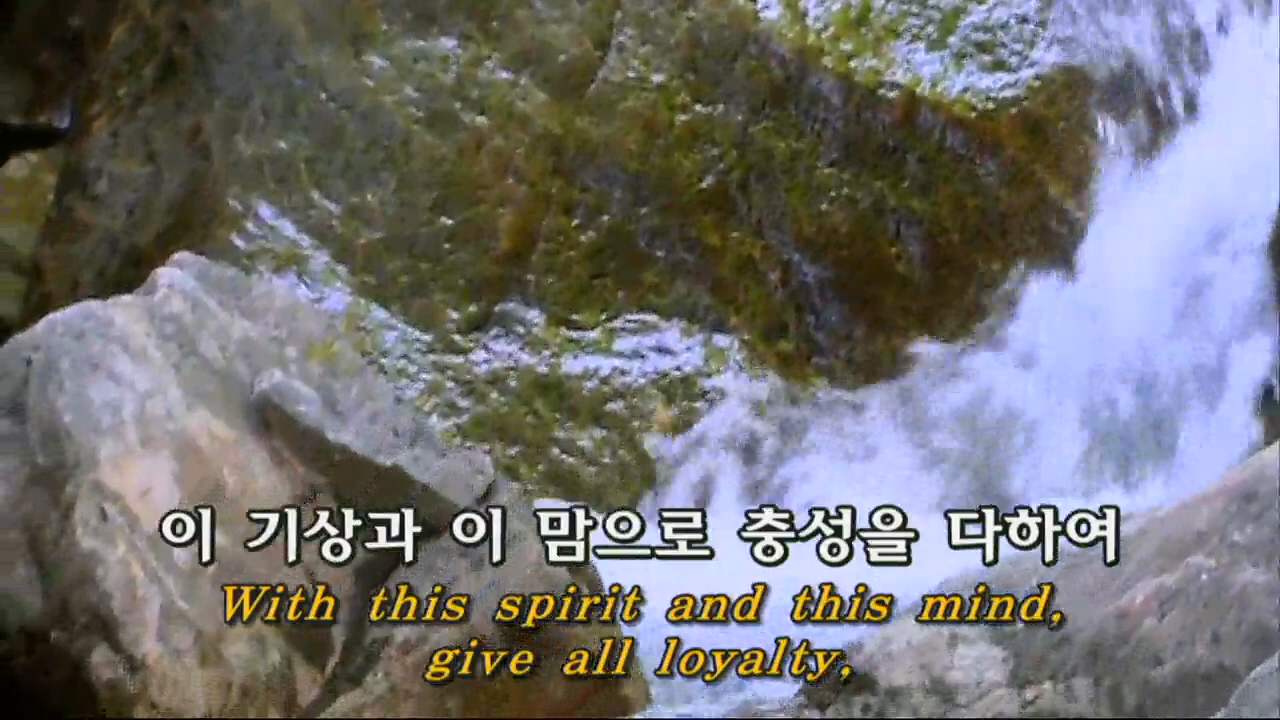 이 기상과 이 맘으로 충성을 다하여
With this spirit and this mind,
give all loyalty,